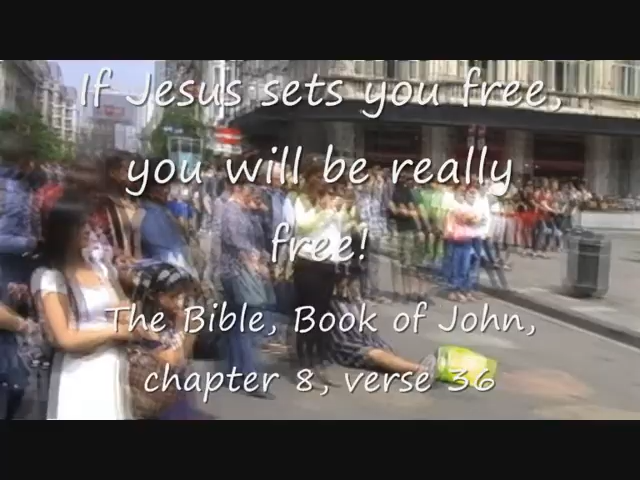 If Jesus sets you free,
you will be really
free!
The Bible, Book of John,
chapter 8, verse 36